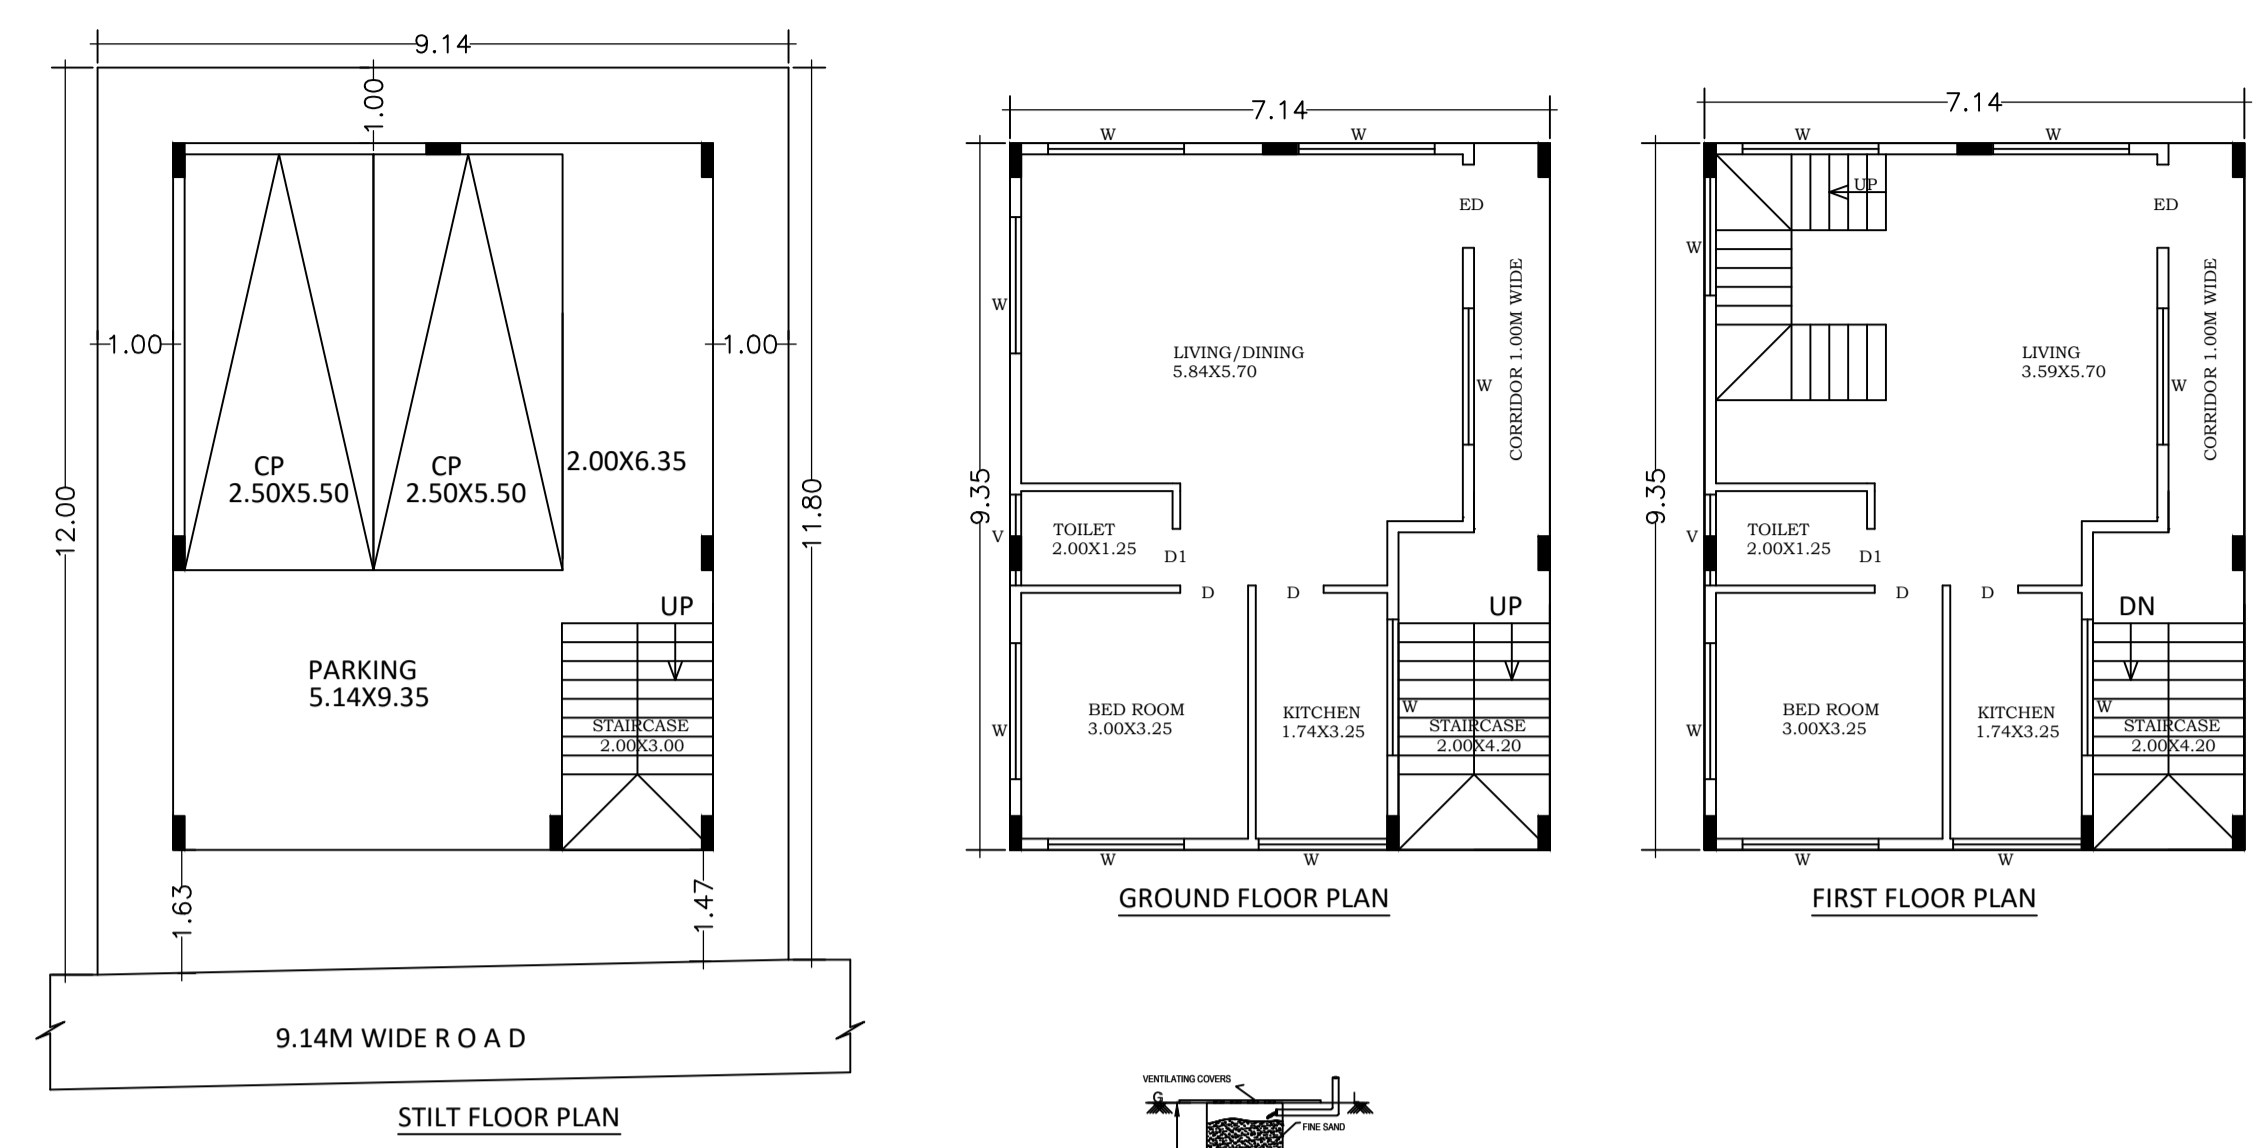 9.14
1.00
12.00
1.00
1.00
11.80
CP
2.50X5.50
CP
2.50X5.50
2.00X6.35
UP
PARKING
5.14X9.35
STAIRCASE
2.00X3.00
1.63
1.47
9.14M WIDE R O A D
STILT FLOOR PLAN
7.14
W
W
ED
W
CORRIDOR 1.00M WIDE
LIVING/DINING
5.84X5.70
W
9.35
V
TOILET
2.00X1.25
D1
D
D
UP
BED ROOM
3.00X3.25
KITCHEN
1.74X3.25
W
W
STAIRCASE
2.00X4.20
W
W
GROUND FLOOR PLAN
7.14
W
W
UP
ED
W
CORRIDOR 1.00M WIDE
LIVING
3.59X5.70
W
9.35
V
TOILET
2.00X1.25
D1
D
D
DN
BED ROOM
3.00X3.25
KITCHEN
1.74X3.25
W
W
STAIRCASE
2.00X4.20
W
W
FIRST FLOOR PLAN
VENTILATING COVERS
G
L
FINE SAND